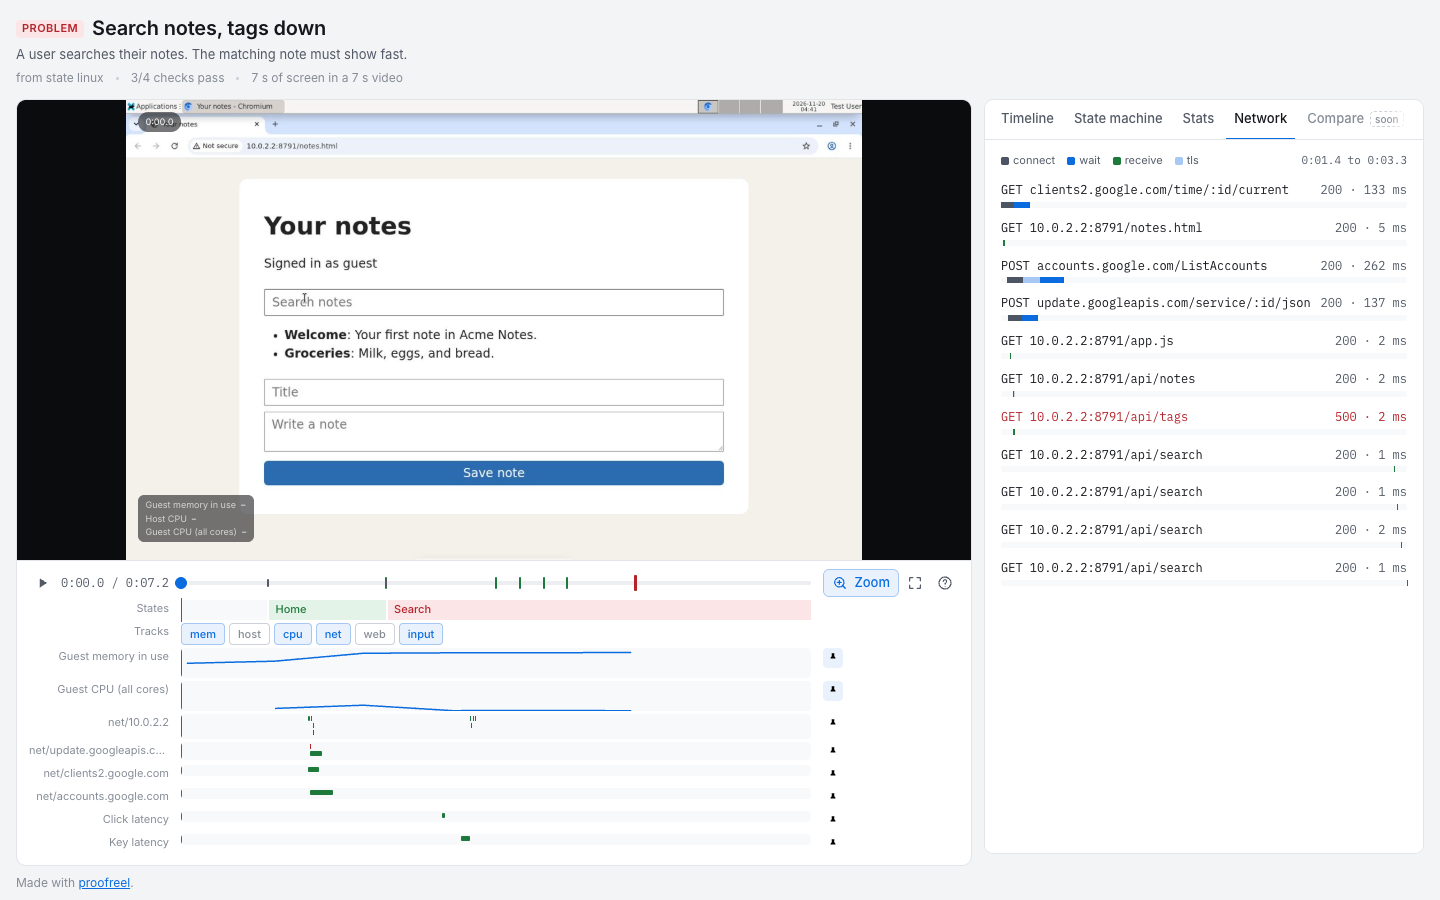 PROBLEM Search notes, tags down
A user searches their notes. The matching note must show fast.
from state linux • 3/4 checks pass • 7 s of screen in a 7 s video
Applications Your notes - Chromium 2026-11-20 04:41 Test User
0:00.0 notes
Not secure 10.0.2.2:8791/notes.html
Your notes
Signed in as guest
Search notes
• Welcome: Your first note in Acme Notes.
• Groceries: Milk, eggs, and bread.
Title
Write a note
Save note
Guest memory in use –
Host CPU –
Guest CPU (all cores) –
0:00.0 / 0:07.2 Zoom
States Home Search
Tracks mem host cpu net web input
Guest memory in use
Guest CPU (all cores)
net/10.0.2.2
net/update.googleapis.c...
net/clients2.google.com
net/accounts.google.com
Click latency
Key latency
Timeline State machine Stats Network Compare soon
connect wait receive tls 0:01.4 to 0:03.3
GET clients2.google.com/time/:id/current 200 · 133 ms
GET 10.0.2.2:8791/notes.html 200 · 5 ms
POST accounts.google.com/ListAccounts 200 · 262 ms
POST update.googleapis.com/service/:id/json 200 · 137 ms
GET 10.0.2.2:8791/app.js 200 · 2 ms
GET 10.0.2.2:8791/api/notes 200 · 2 ms
GET 10.0.2.2:8791/api/tags 500 · 2 ms
GET 10.0.2.2:8791/api/search 200 · 1 ms
GET 10.0.2.2:8791/api/search 200 · 1 ms
GET 10.0.2.2:8791/api/search 200 · 2 ms
GET 10.0.2.2:8791/api/search 200 · 1 ms
Made with proofreel.